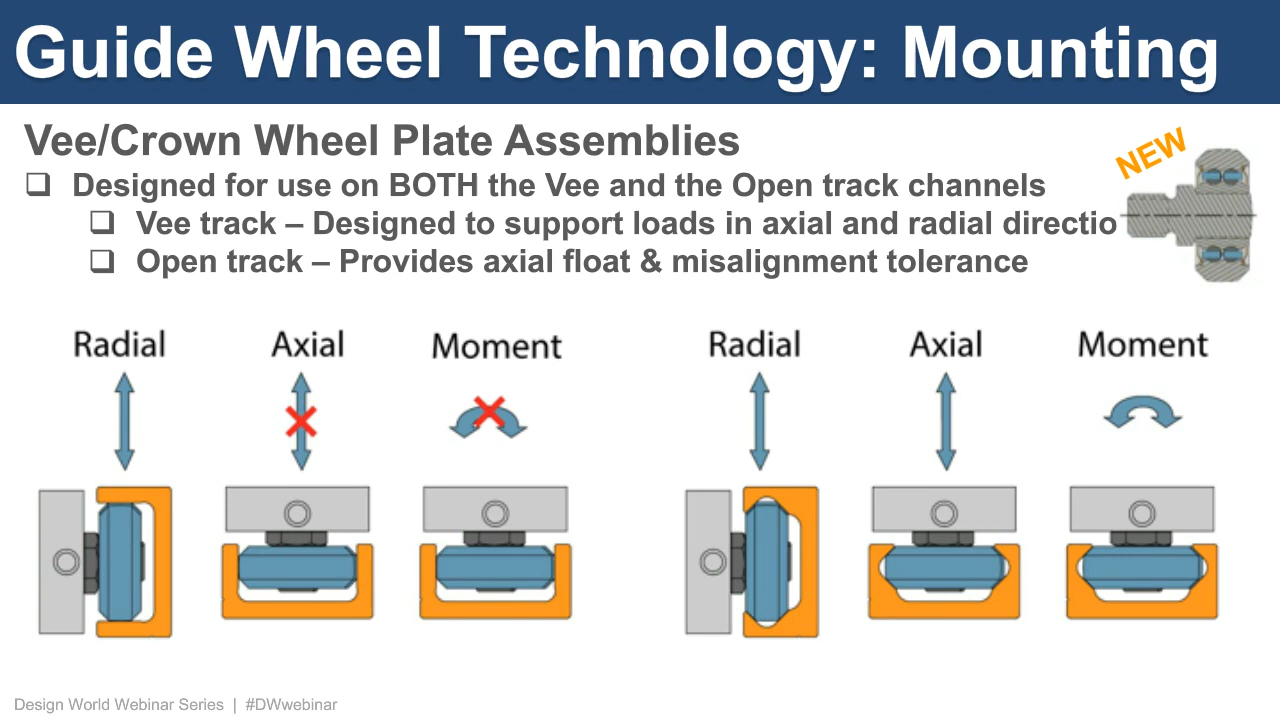 Guide Wheel Technology: Mounting
Vee/Crown Wheel Plate Assemblies
NEW
❑ Designed for use on BOTH the Vee and the Open track channels
❑ Vee track – Designed to support loads in axial and radial directio
❑ Open track – Provides axial float & misalignment tolerance
Radial Axial Moment Radial Axial Moment
Design World Webinar Series | #DWwebinar